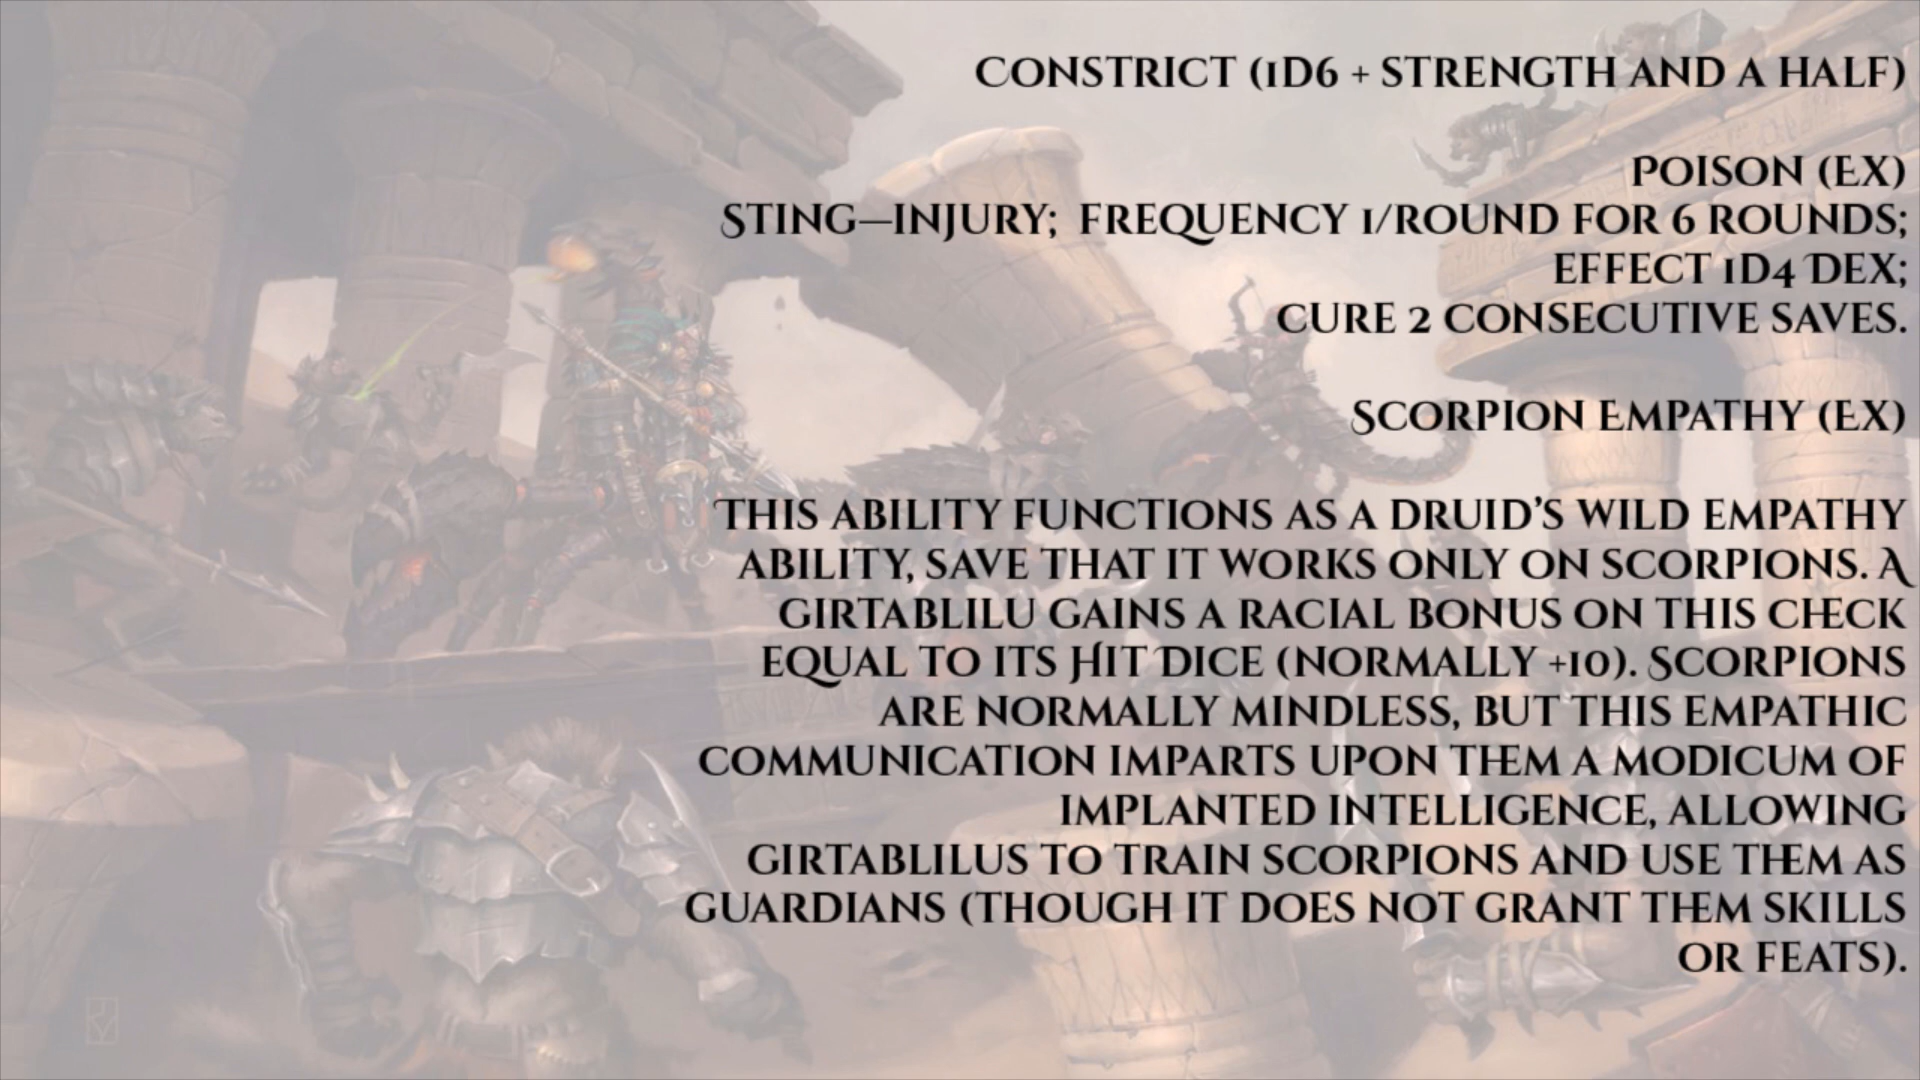 Constrict (1d6 + Strength and a half)
Poison (Ex)
Sting—injury; frequency 1/round for 6 rounds;
effect 1d4 Dex;
cure 2 consecutive saves.
Scorpion Empathy (Ex)
This ability functions as a druid’s wild empathy
ability, save that it works only on scorpions. A
girtablilu gains a racial bonus on this check
equal to its Hit Dice (normally +10). Scorpions
are normally mindless, but this empathic
communication imparts upon them a modicum of
implanted intelligence, allowing
girtablilus to train scorpions and use them as
guardians (though it does not grant them skills
or feats).